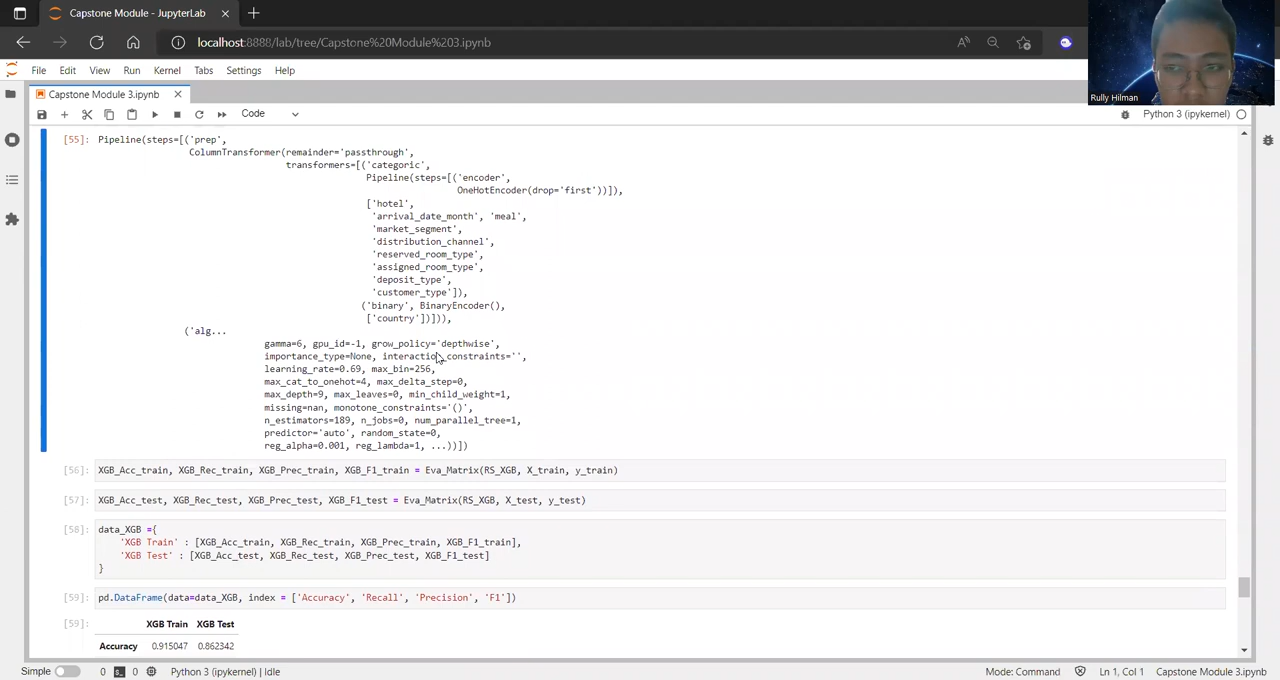 Capstone Module - JupyterLab
localhost:8888/lab/tree/Capstone%20Module%203.ipynb
Rully Hilman
File Edit View Run Kernel Tabs Settings Help
Capstone Module 3.ipynb
Code
Python 3 (ipykernel)
[55]: Pipeline(steps=[('prep',
ColumnTransformer(remainder='passthrough',
transformers=[('categoric',
Pipeline(steps=[('encoder',
OneHotEncoder(drop='first'))]),
['hotel',
'arrival_date_month', 'meal',
'market_segment',
'distribution_channel',
'reserved_room_type',
'assigned_room_type',
'deposit_type',
'customer_type']),
('binary', BinaryEncoder(),
['country'])])),
('alg...
gamma=6, gpu_id=-1, grow_policy='depthwise',
importance_type=None, interaction_constraints='',
learning_rate=0.69, max_bin=256,
max_cat_to_onehot=4, max_delta_step=0,
max_depth=9, max_leaves=0, min_child_weight=1,
missing=nan, monotone_constraints='()',
n_estimators=189, n_jobs=0, num_parallel_tree=1,
predictor='auto', random_state=0,
reg_alpha=0.001, reg_lambda=1, ...))])
[56]: XGB_Acc_train, XGB_Rec_train, XGB_Prec_train, XGB_F1_train = Eva_Matrix(RS_XGB, X_train, y_train)
[57]: XGB_Acc_test, XGB_Rec_test, XGB_Prec_test, XGB_F1_test = Eva_Matrix(RS_XGB, X_test, y_test)
[58]: data_XGB ={
'XGB Train' : [XGB_Acc_train, XGB_Rec_train, XGB_Prec_train, XGB_F1_train],
'XGB Test' : [XGB_Acc_test, XGB_Rec_test, XGB_Prec_test, XGB_F1_test]
}
[59]: pd.DataFrame(data=data_XGB, index = ['Accuracy', 'Recall', 'Precision', 'F1'])
[59]: XGB Train XGB Test
Accuracy 0.915047 0.862342
Simple 0 0 Python 3 (ipykernel) | Idle Mode: Command Ln 1, Col 1 Capstone Module 3.ipynb